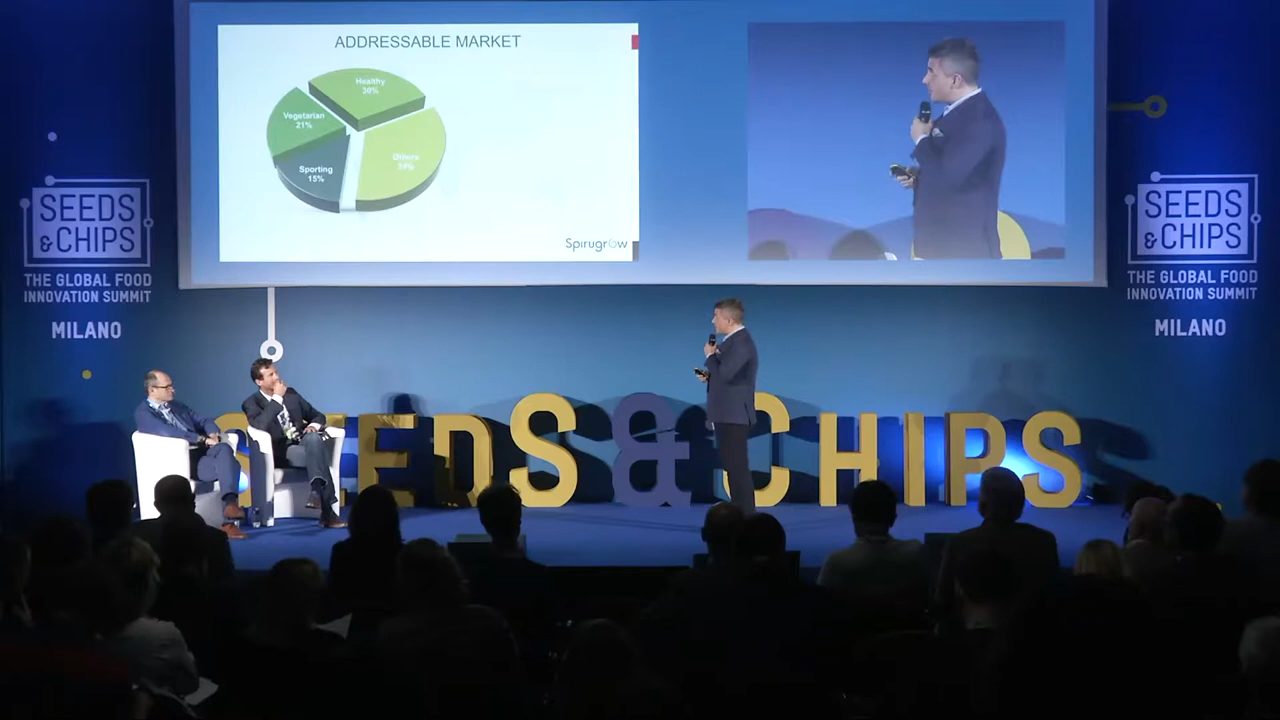 ADDRESSABLE MARKET
Healthy
30%
Vegetarian
21%
Others
34%
Sporting
15%
Spirugrow
SEEDS
&CHIPS
THE GLOBAL FOOD
INNOVATION SUMMIT
MILANO
SEEDS
&CHIPS
THE GLOBAL FOOD
INNOVATION SUMMIT
MILANO
SEEDS & CHIPS